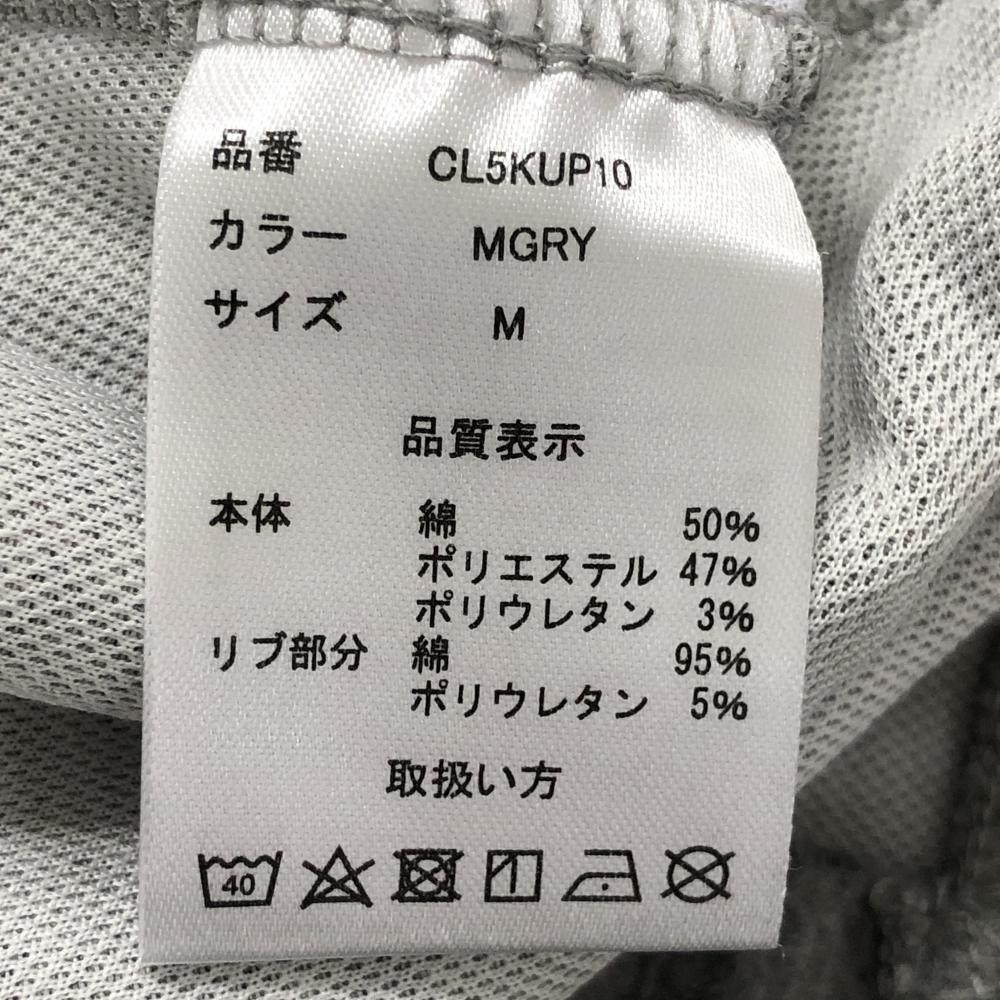 品番 CL5KUP10
カラー MGRY
サイズ M
品質表示
本体 綿 50%
ポリエステル 47%
ポリウレタン 3%
リブ部分 綿 95%
ポリウレタン 5%
取扱い方
40